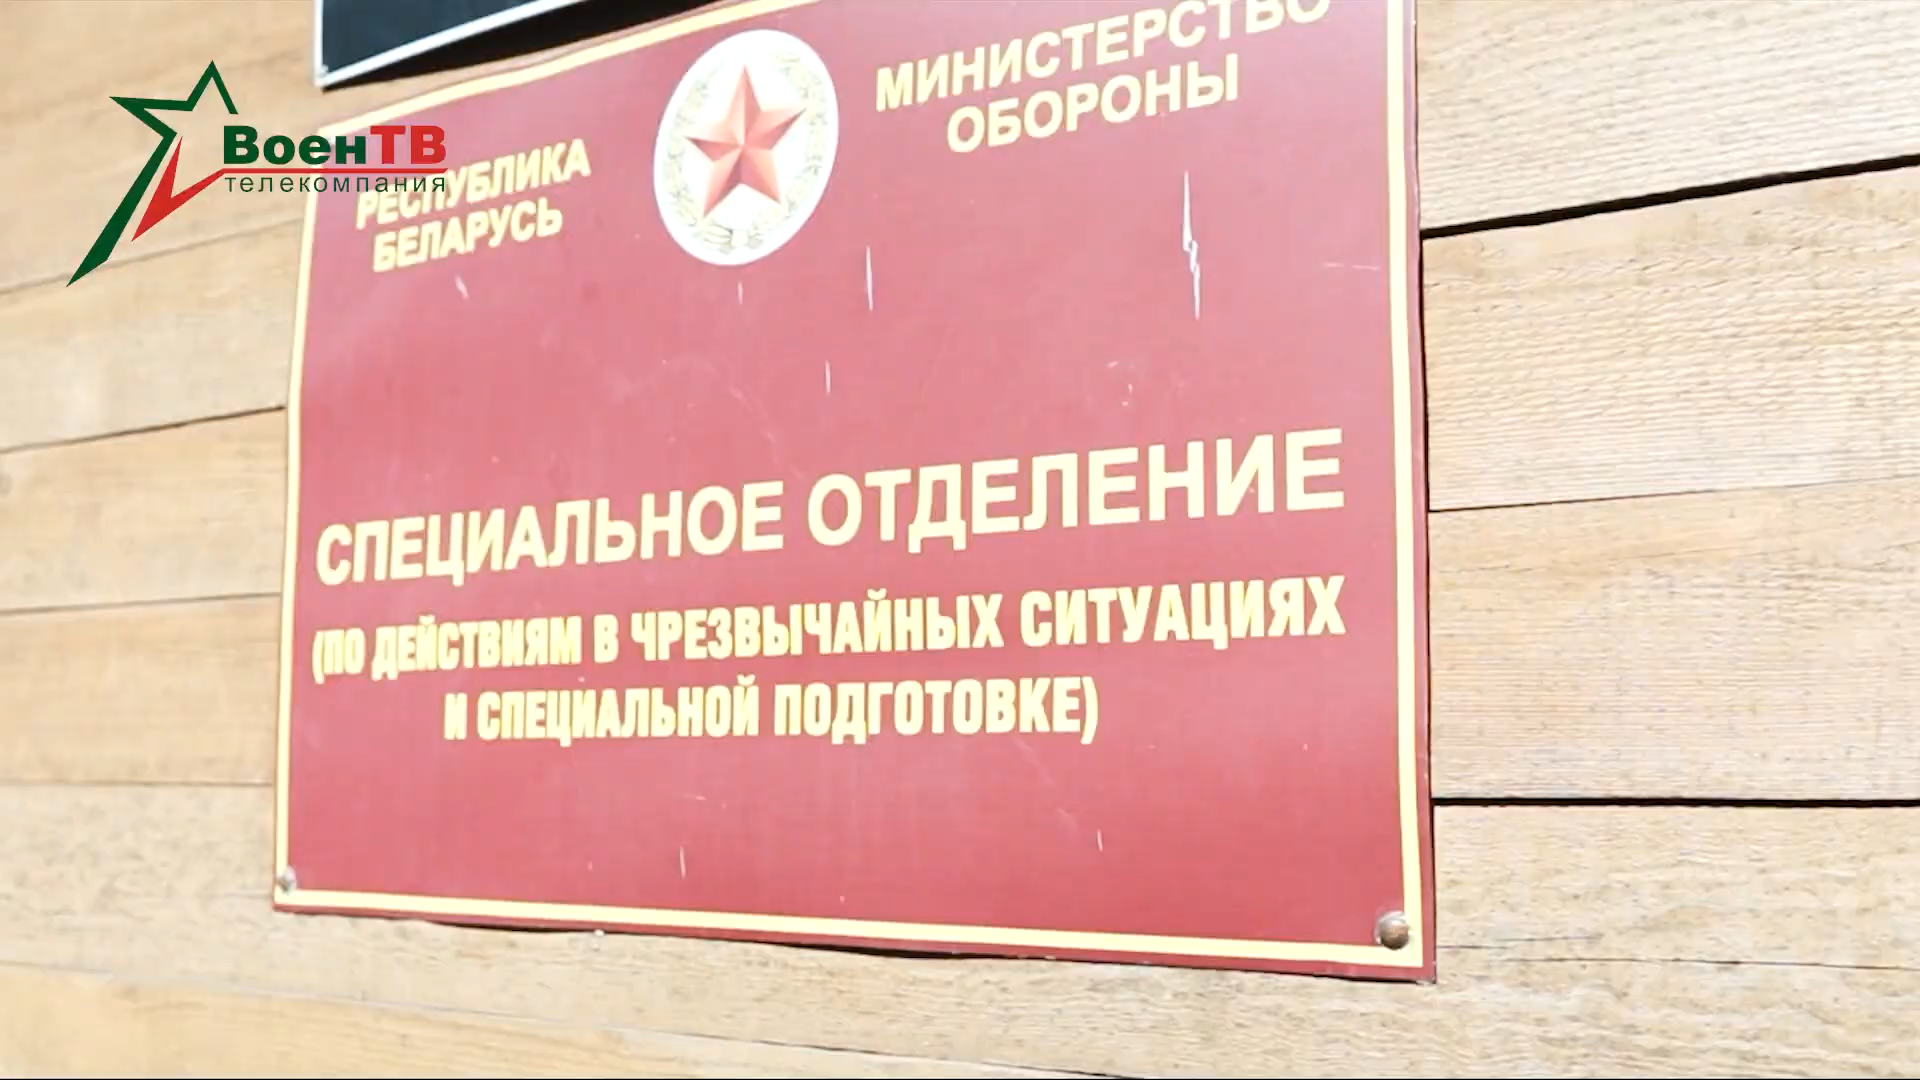 ВоенТВ
телекомпания
РЕСПУБЛИКА
БЕЛАРУСЬ
МИНИСТЕРСТВО
ОБОРОНЫ
СПЕЦИАЛЬНОЕ ОТДЕЛЕНИЕ
(ПО ДЕЙСТВИЯМ В ЧРЕЗВЫЧАЙНЫХ СИТУАЦИЯХ
И СПЕЦИАЛЬНОЙ ПОДГОТОВКЕ)